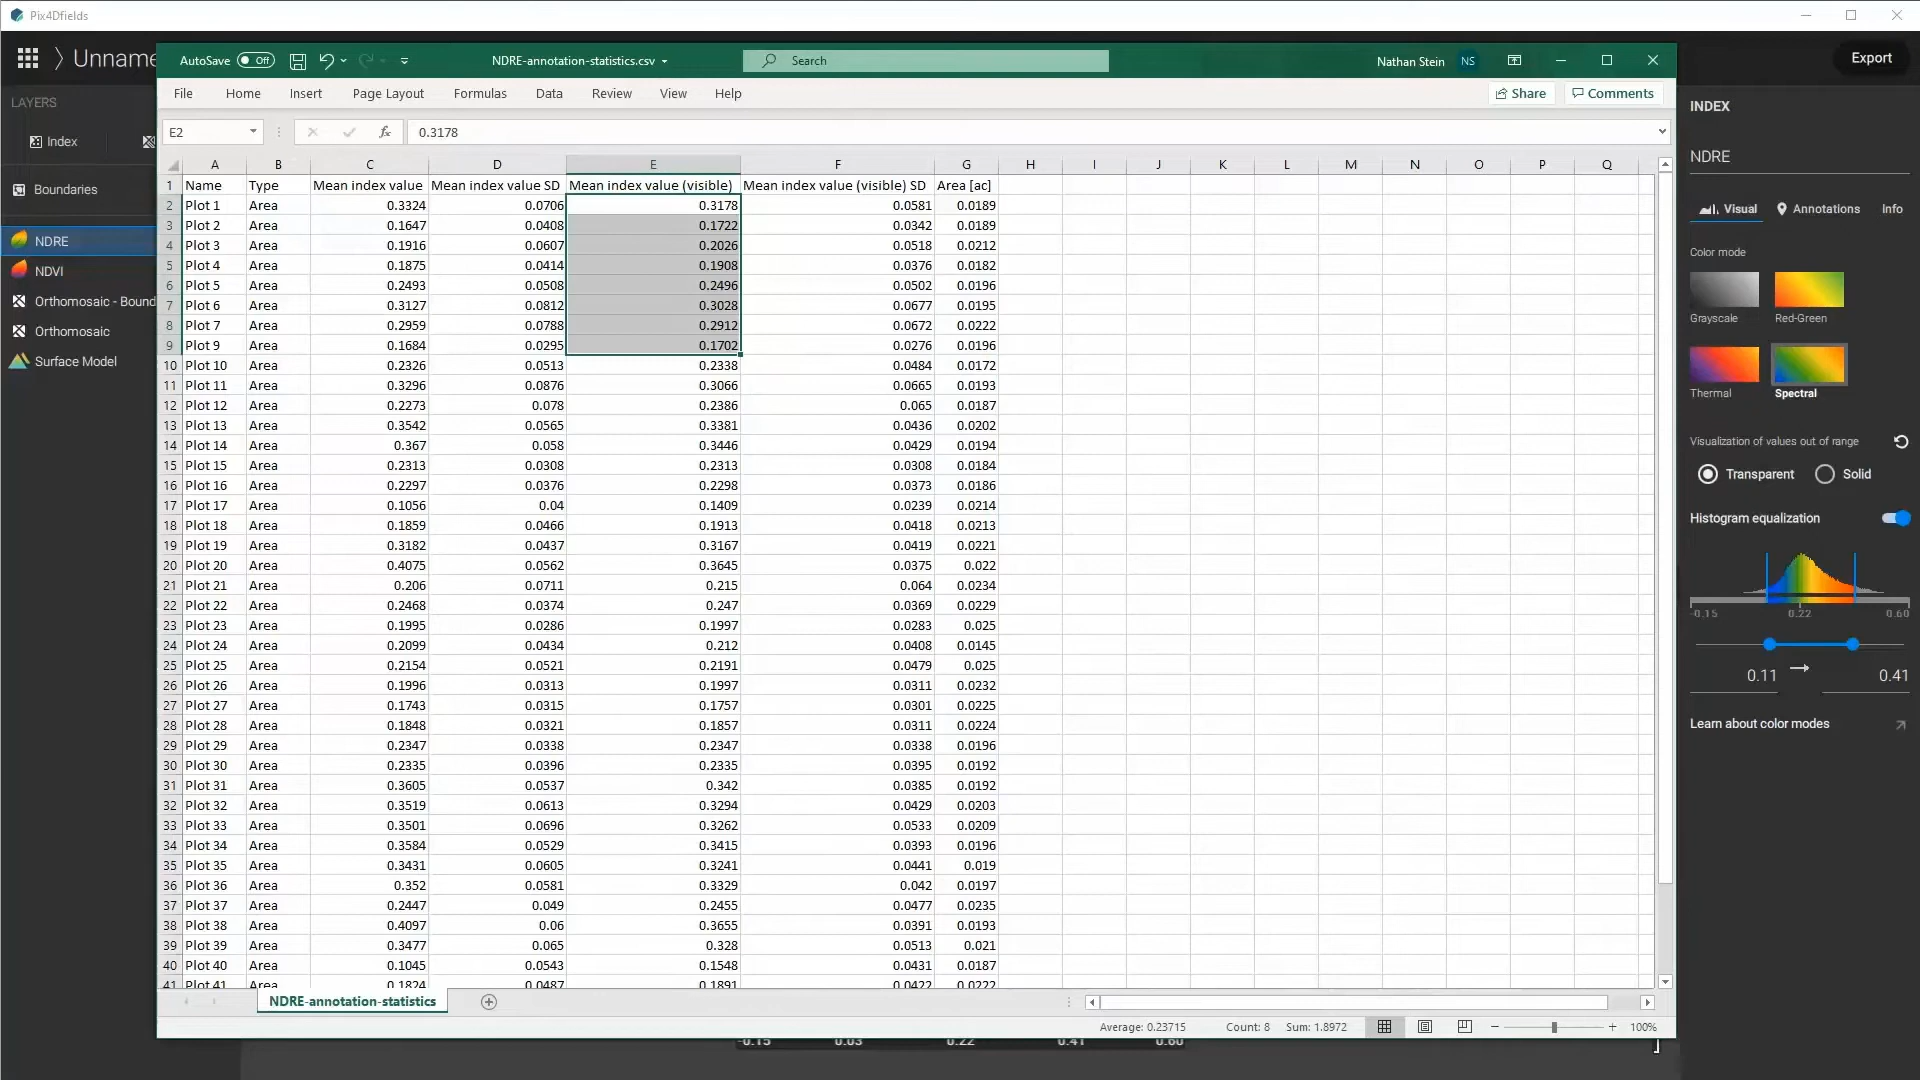 Pix4Dfields
Unname
Export
LAYERS
Index
Boundaries
NDRE
NDVI
Orthomosaic - Bound
Orthomosaic
Surface Model
AutoSave Off
NDRE-annotation-statistics.csv
Search
Nathan Stein NS
File Home Insert Page Layout Formulas Data Review View Help
Share Comments
E2 fx 0.3178
A B C D E F G H I J K L M N O P Q
1 Name Type Mean index value Mean index value SD Mean index value (visible) Mean index value (visible) SD Area [ac]
2 Plot 1 Area 0.3324 0.0706 0.3178 0.0581 0.0189
3 Plot 2 Area 0.1647 0.0408 0.1722 0.0342 0.0189
4 Plot 3 Area 0.1916 0.0607 0.2026 0.0518 0.0212
5 Plot 4 Area 0.1875 0.0414 0.1908 0.0376 0.0182
6 Plot 5 Area 0.2493 0.0508 0.2496 0.0502 0.0196
7 Plot 6 Area 0.3127 0.0812 0.3028 0.0677 0.0195
8 Plot 7 Area 0.2959 0.0788 0.2912 0.0672 0.0222
9 Plot 9 Area 0.1684 0.0295 0.1702 0.0276 0.0196
10 Plot 10 Area 0.2326 0.0513 0.2338 0.0484 0.0172
11 Plot 11 Area 0.3296 0.0876 0.3066 0.0665 0.0193
12 Plot 12 Area 0.2273 0.078 0.2386 0.065 0.0187
13 Plot 13 Area 0.3542 0.0565 0.3381 0.0436 0.0202
14 Plot 14 Area 0.367 0.058 0.3446 0.0429 0.0194
15 Plot 15 Area 0.2313 0.0308 0.2313 0.0308 0.0184
16 Plot 16 Area 0.2297 0.0376 0.2298 0.0373 0.0186
17 Plot 17 Area 0.1056 0.04 0.1409 0.0239 0.0214
18 Plot 18 Area 0.1859 0.0466 0.1913 0.0418 0.0213
19 Plot 19 Area 0.3182 0.0437 0.3167 0.0419 0.0221
20 Plot 20 Area 0.4075 0.0562 0.3645 0.0375 0.022
21 Plot 21 Area 0.206 0.0711 0.215 0.064 0.0234
22 Plot 22 Area 0.2468 0.0374 0.247 0.0369 0.0229
23 Plot 23 Area 0.1995 0.0286 0.1997 0.0283 0.025
24 Plot 24 Area 0.2099 0.0434 0.212 0.0408 0.0145
25 Plot 25 Area 0.2154 0.0521 0.2191 0.0479 0.025
26 Plot 26 Area 0.1996 0.0313 0.1997 0.0311 0.0232
27 Plot 27 Area 0.1743 0.0315 0.1757 0.0301 0.0225
28 Plot 28 Area 0.1848 0.0321 0.1857 0.0311 0.0224
29 Plot 29 Area 0.2347 0.0338 0.2347 0.0338 0.0196
30 Plot 30 Area 0.2335 0.0396 0.2335 0.0395 0.0192
31 Plot 31 Area 0.3605 0.0537 0.342 0.0385 0.0192
32 Plot 32 Area 0.3519 0.0613 0.3294 0.0429 0.0203
33 Plot 33 Area 0.3501 0.0696 0.3262 0.0533 0.0209
34 Plot 34 Area 0.3584 0.0529 0.3415 0.0393 0.0196
35 Plot 35 Area 0.3431 0.0605 0.3241 0.0441 0.019
36 Plot 36 Area 0.352 0.0581 0.3329 0.042 0.0197
37 Plot 37 Area 0.2447 0.049 0.2455 0.0477 0.0235
38 Plot 38 Area 0.4097 0.06 0.3655 0.0391 0.0193
39 Plot 39 Area 0.3477 0.065 0.328 0.0513 0.021
40 Plot 40 Area 0.1045 0.0543 0.1548 0.0431 0.0187
41 Plot 41 Area 0.1824 0.0487 0.1891 0.0422 0.0222
NDRE-annotation-statistics
Average: 0.23715 Count: 8 Sum: 1.8972 100%
-0.15 0.03 0.22 0.41 0.60
INDEX
NDRE
Visual Annotations Info
Color mode
Grayscale Red-Green
Thermal Spectral
Visualization of values out of range
Transparent Solid
Histogram equalization
-0.15 0.22 0.60
0.11 0.41
Learn about color modes